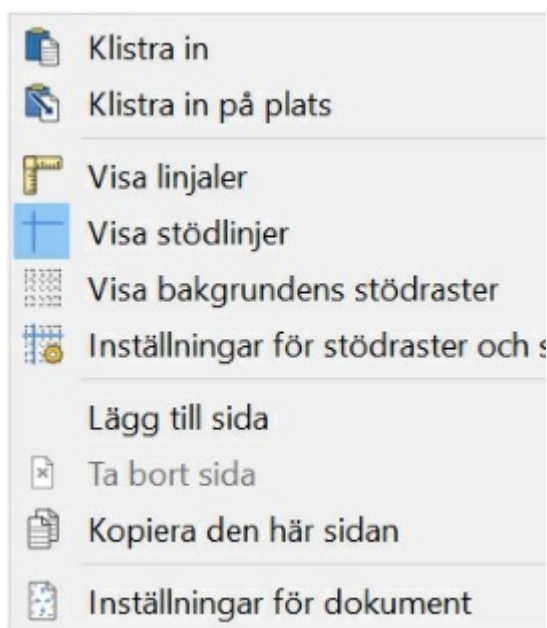 Klistra in
Klistra in på plats
Visa linjaler
Visa stödlinjer
Visa bakgrundens stödraster
Inställningar för stödraster och
Lägg till sida
Ta bort sida
Kopiera den här sidan
Inställningar för dokument